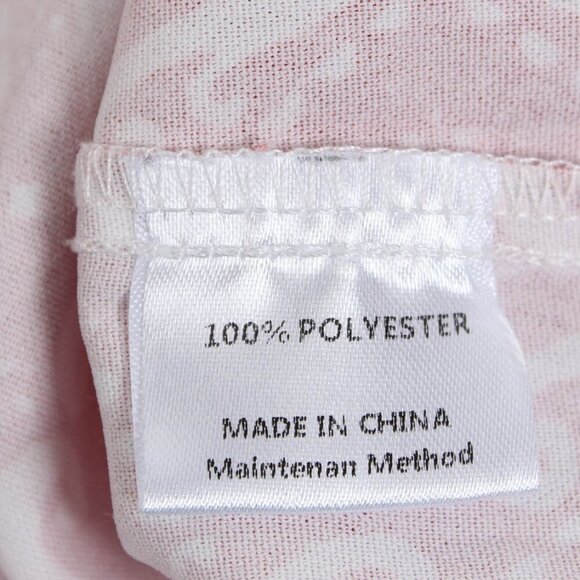 100% POLYESTER
MADE IN CHINA
Maintenan Method